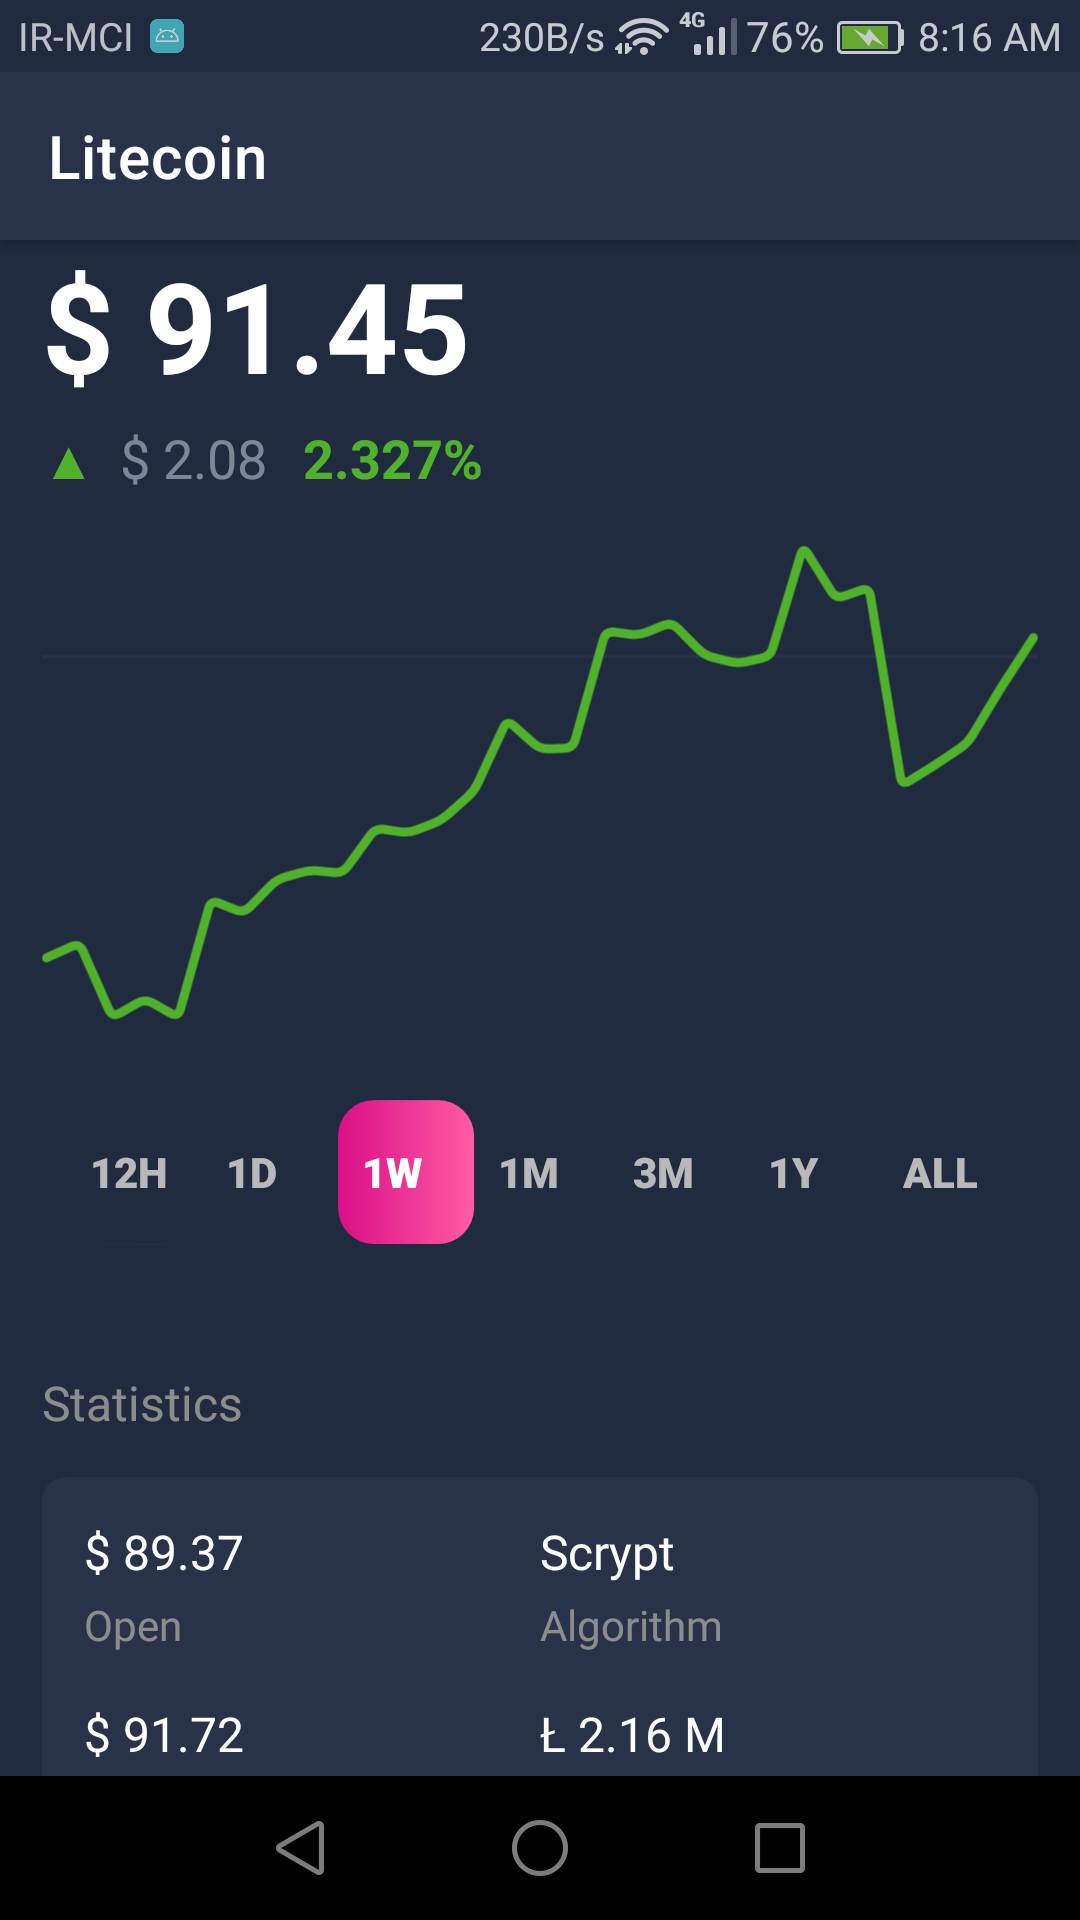 IR-MCI 230B/s 4G 76% 8:16 AM
Litecoin
$ 91.45
▲ $ 2.08 2.327%
12H 1D 1W 1M 3M 1Y ALL
Statistics
$ 89.37 Scrypt
Open Algorithm
$ 91.72 Ł 2.16 M